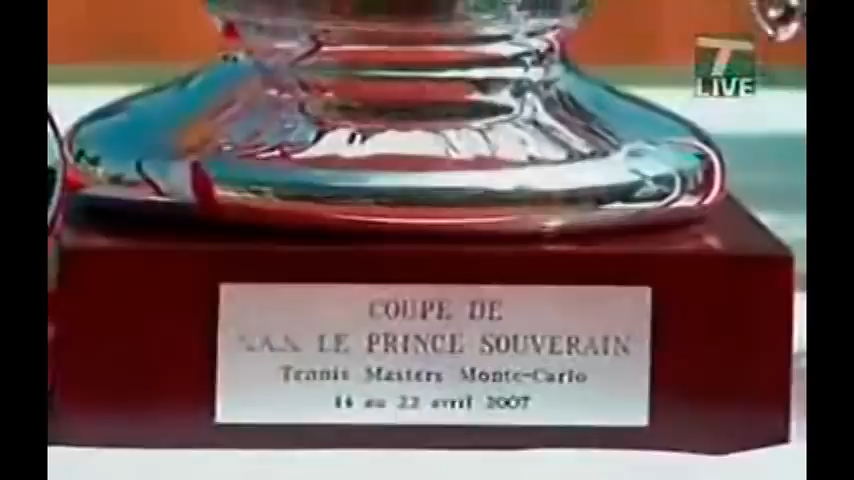 T
LIVE
COUPE DE
S.A.S. LE PRINCE SOUVERAIN
Tennis Masters Monte-Carlo
14 au 22 avril 2007